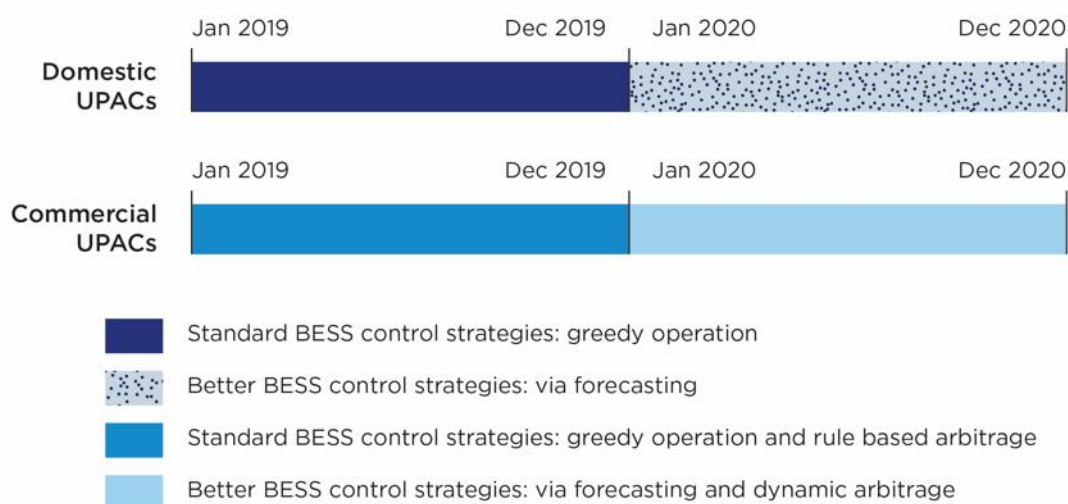 Jan 2019 Dec 2019 Jan 2020 Dec 2020
Domestic
UPACs
Jan 2019 Dec 2019 Jan 2020 Dec 2020
Commercial
UPACs
Standard BESS control strategies: greedy operation
Better BESS control strategies: via forecasting
Standard BESS control strategies: greedy operation and rule based arbitrage
Better BESS control strategies: via forecasting and dynamic arbitrage